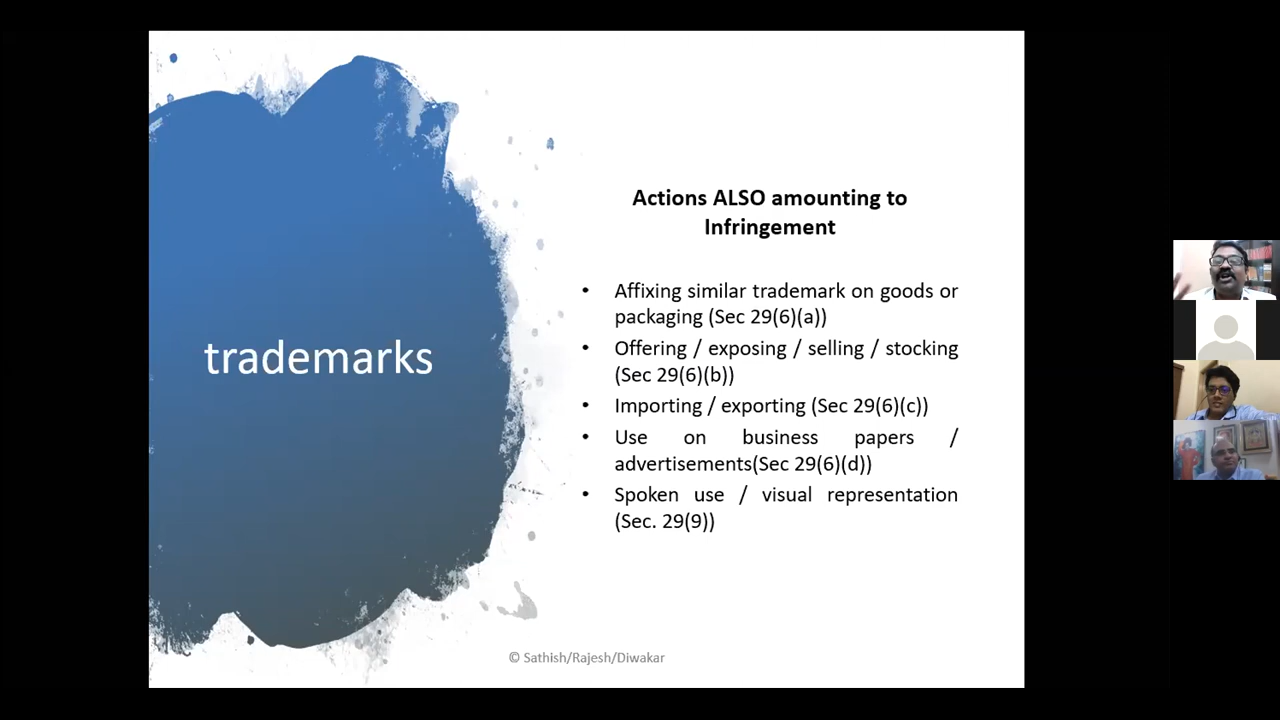 trademarks
Actions ALSO amounting to
Infringement
• Affixing similar trademark on goods or
packaging (Sec 29(6)(a))
• Offering / exposing / selling / stocking
(Sec 29(6)(b))
• Importing / exporting (Sec 29(6)(c))
• Use on business papers /
advertisements(Sec 29(6)(d))
• Spoken use / visual representation
(Sec. 29(9))
© Sathish/Rajesh/Diwakar